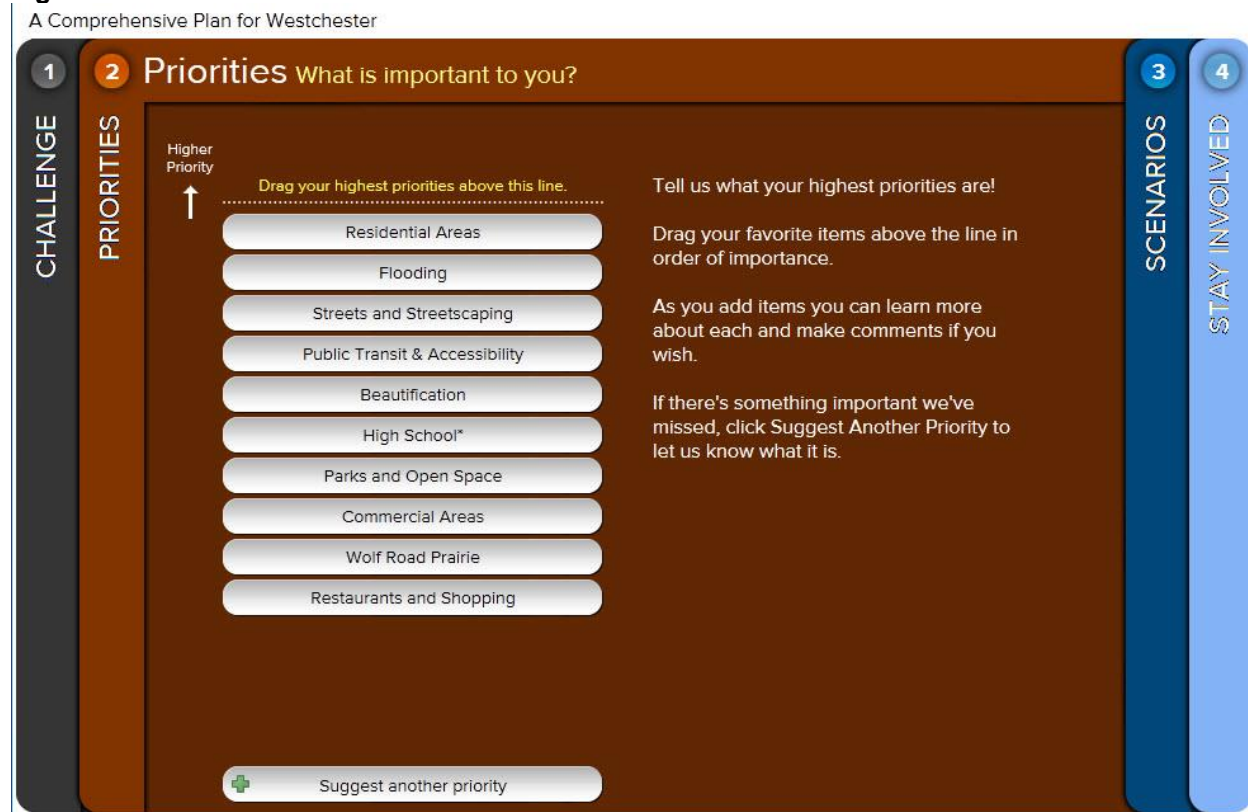 A Comprehensive Plan for Westchester
1
CHALLENGE
2
PRIORITIES
Priorities What is important to you?
Higher
Priority
Drag your highest priorities above this line.
Residential Areas
Flooding
Streets and Streetscaping
Public Transit & Accessibility
Beautification
High School*
Parks and Open Space
Commercial Areas
Wolf Road Prairie
Restaurants and Shopping
Suggest another priority
Tell us what your highest priorities are!
Drag your favorite items above the line in
order of importance.
As you add items you can learn more
about each and make comments if you
wish.
If there's something important we've
missed, click Suggest Another Priority to
let us know what it is.
3
SCENARIOS
4
STAY INVOLVED